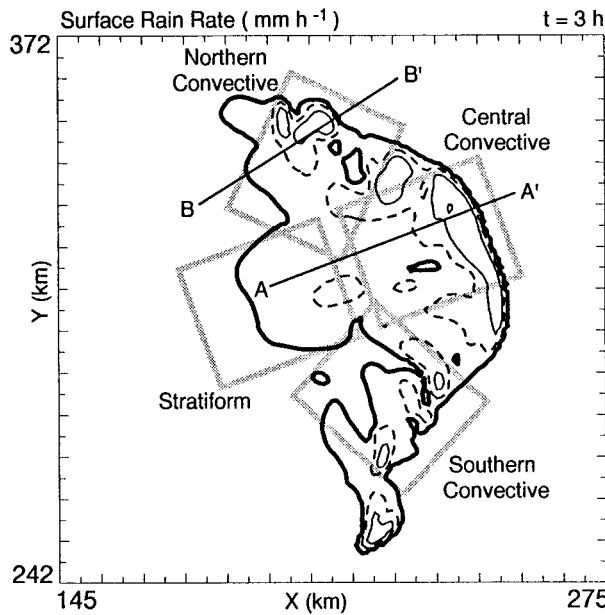 Surface Rain Rate ( mm h⁻¹ )
t = 3 h
372
Northern
Convective
B'
Central
Convective
A'
B
A
Y (km)
Stratiform
Southern
Convective
242
145
X (km)
275